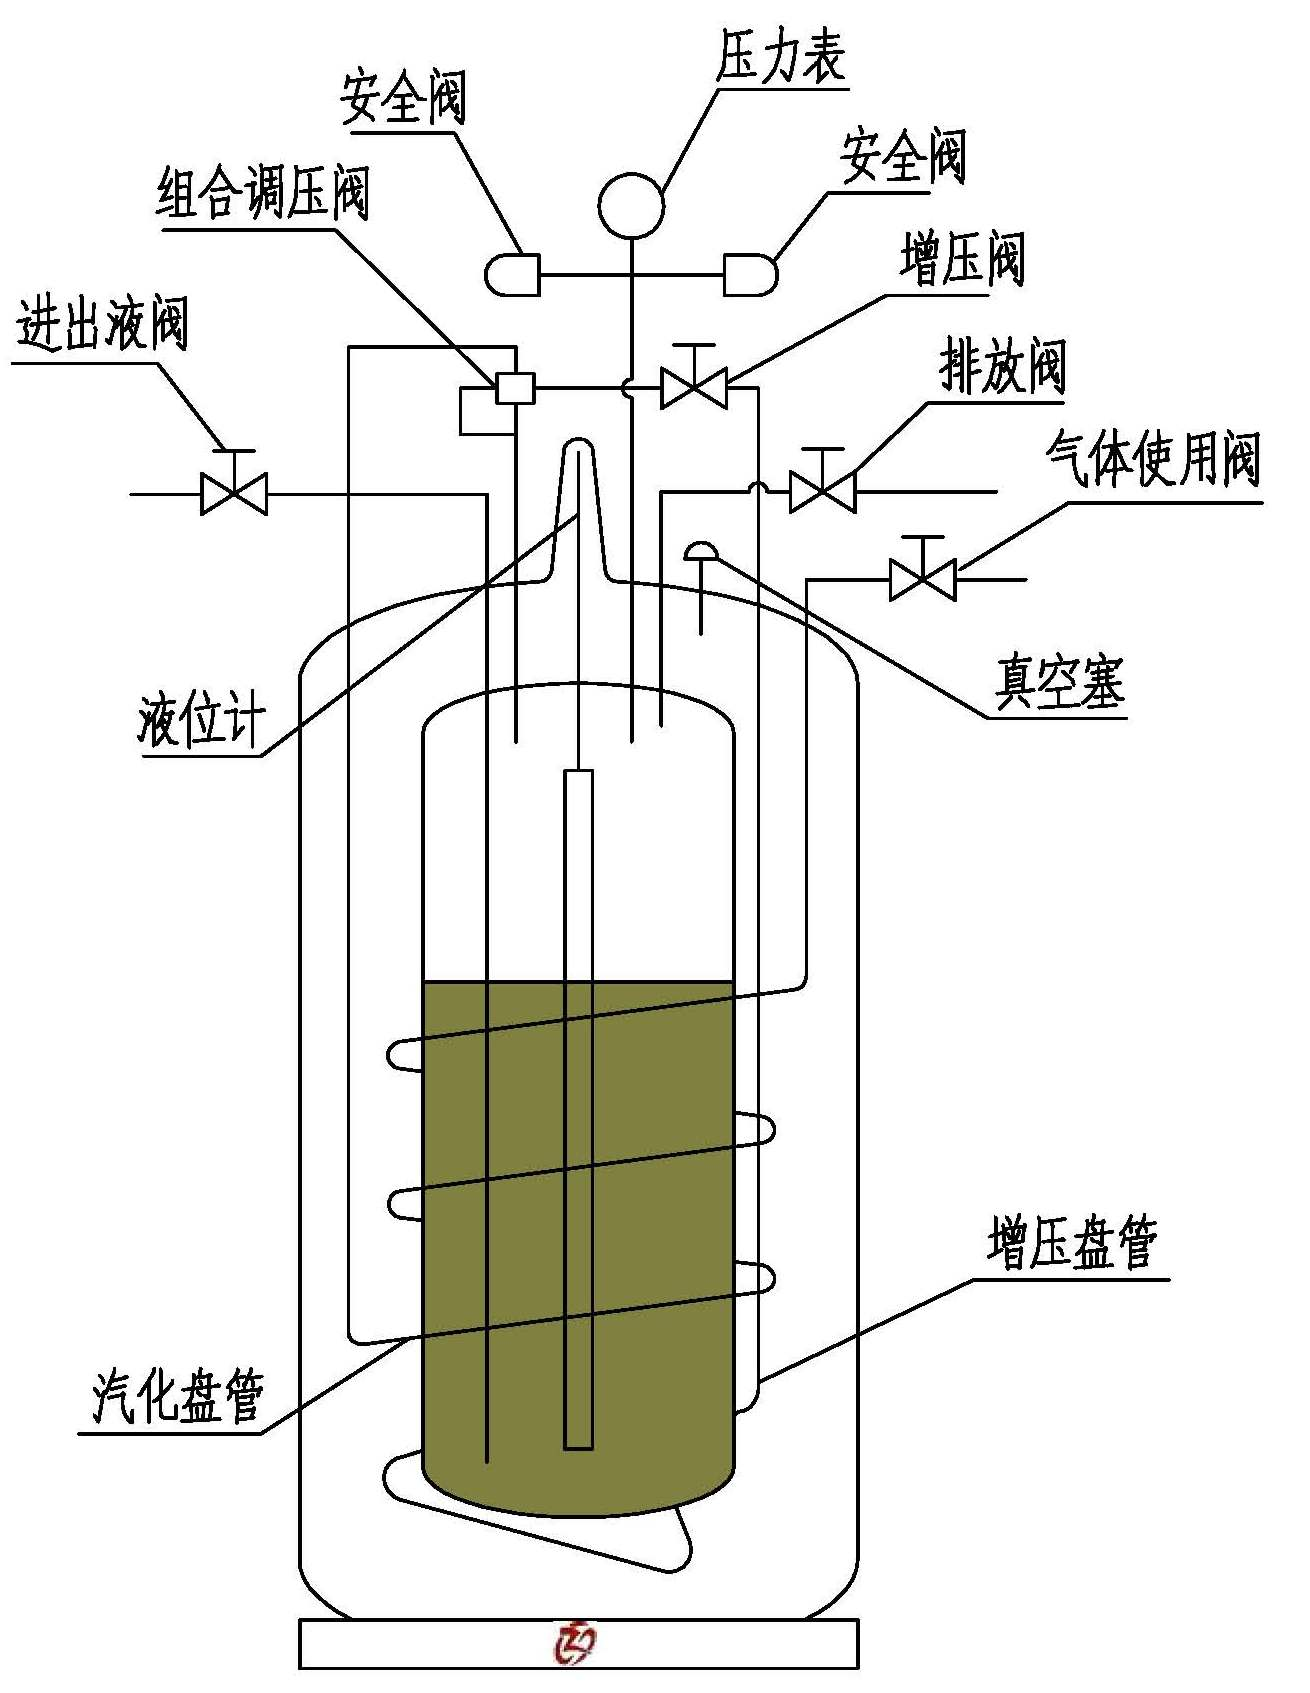 压力表
安全阀
安全阀
组合调压阀
增压阀
进出液阀
排放阀
气体使用阀
真空塞
液位计
增压盘管
汽化盘管